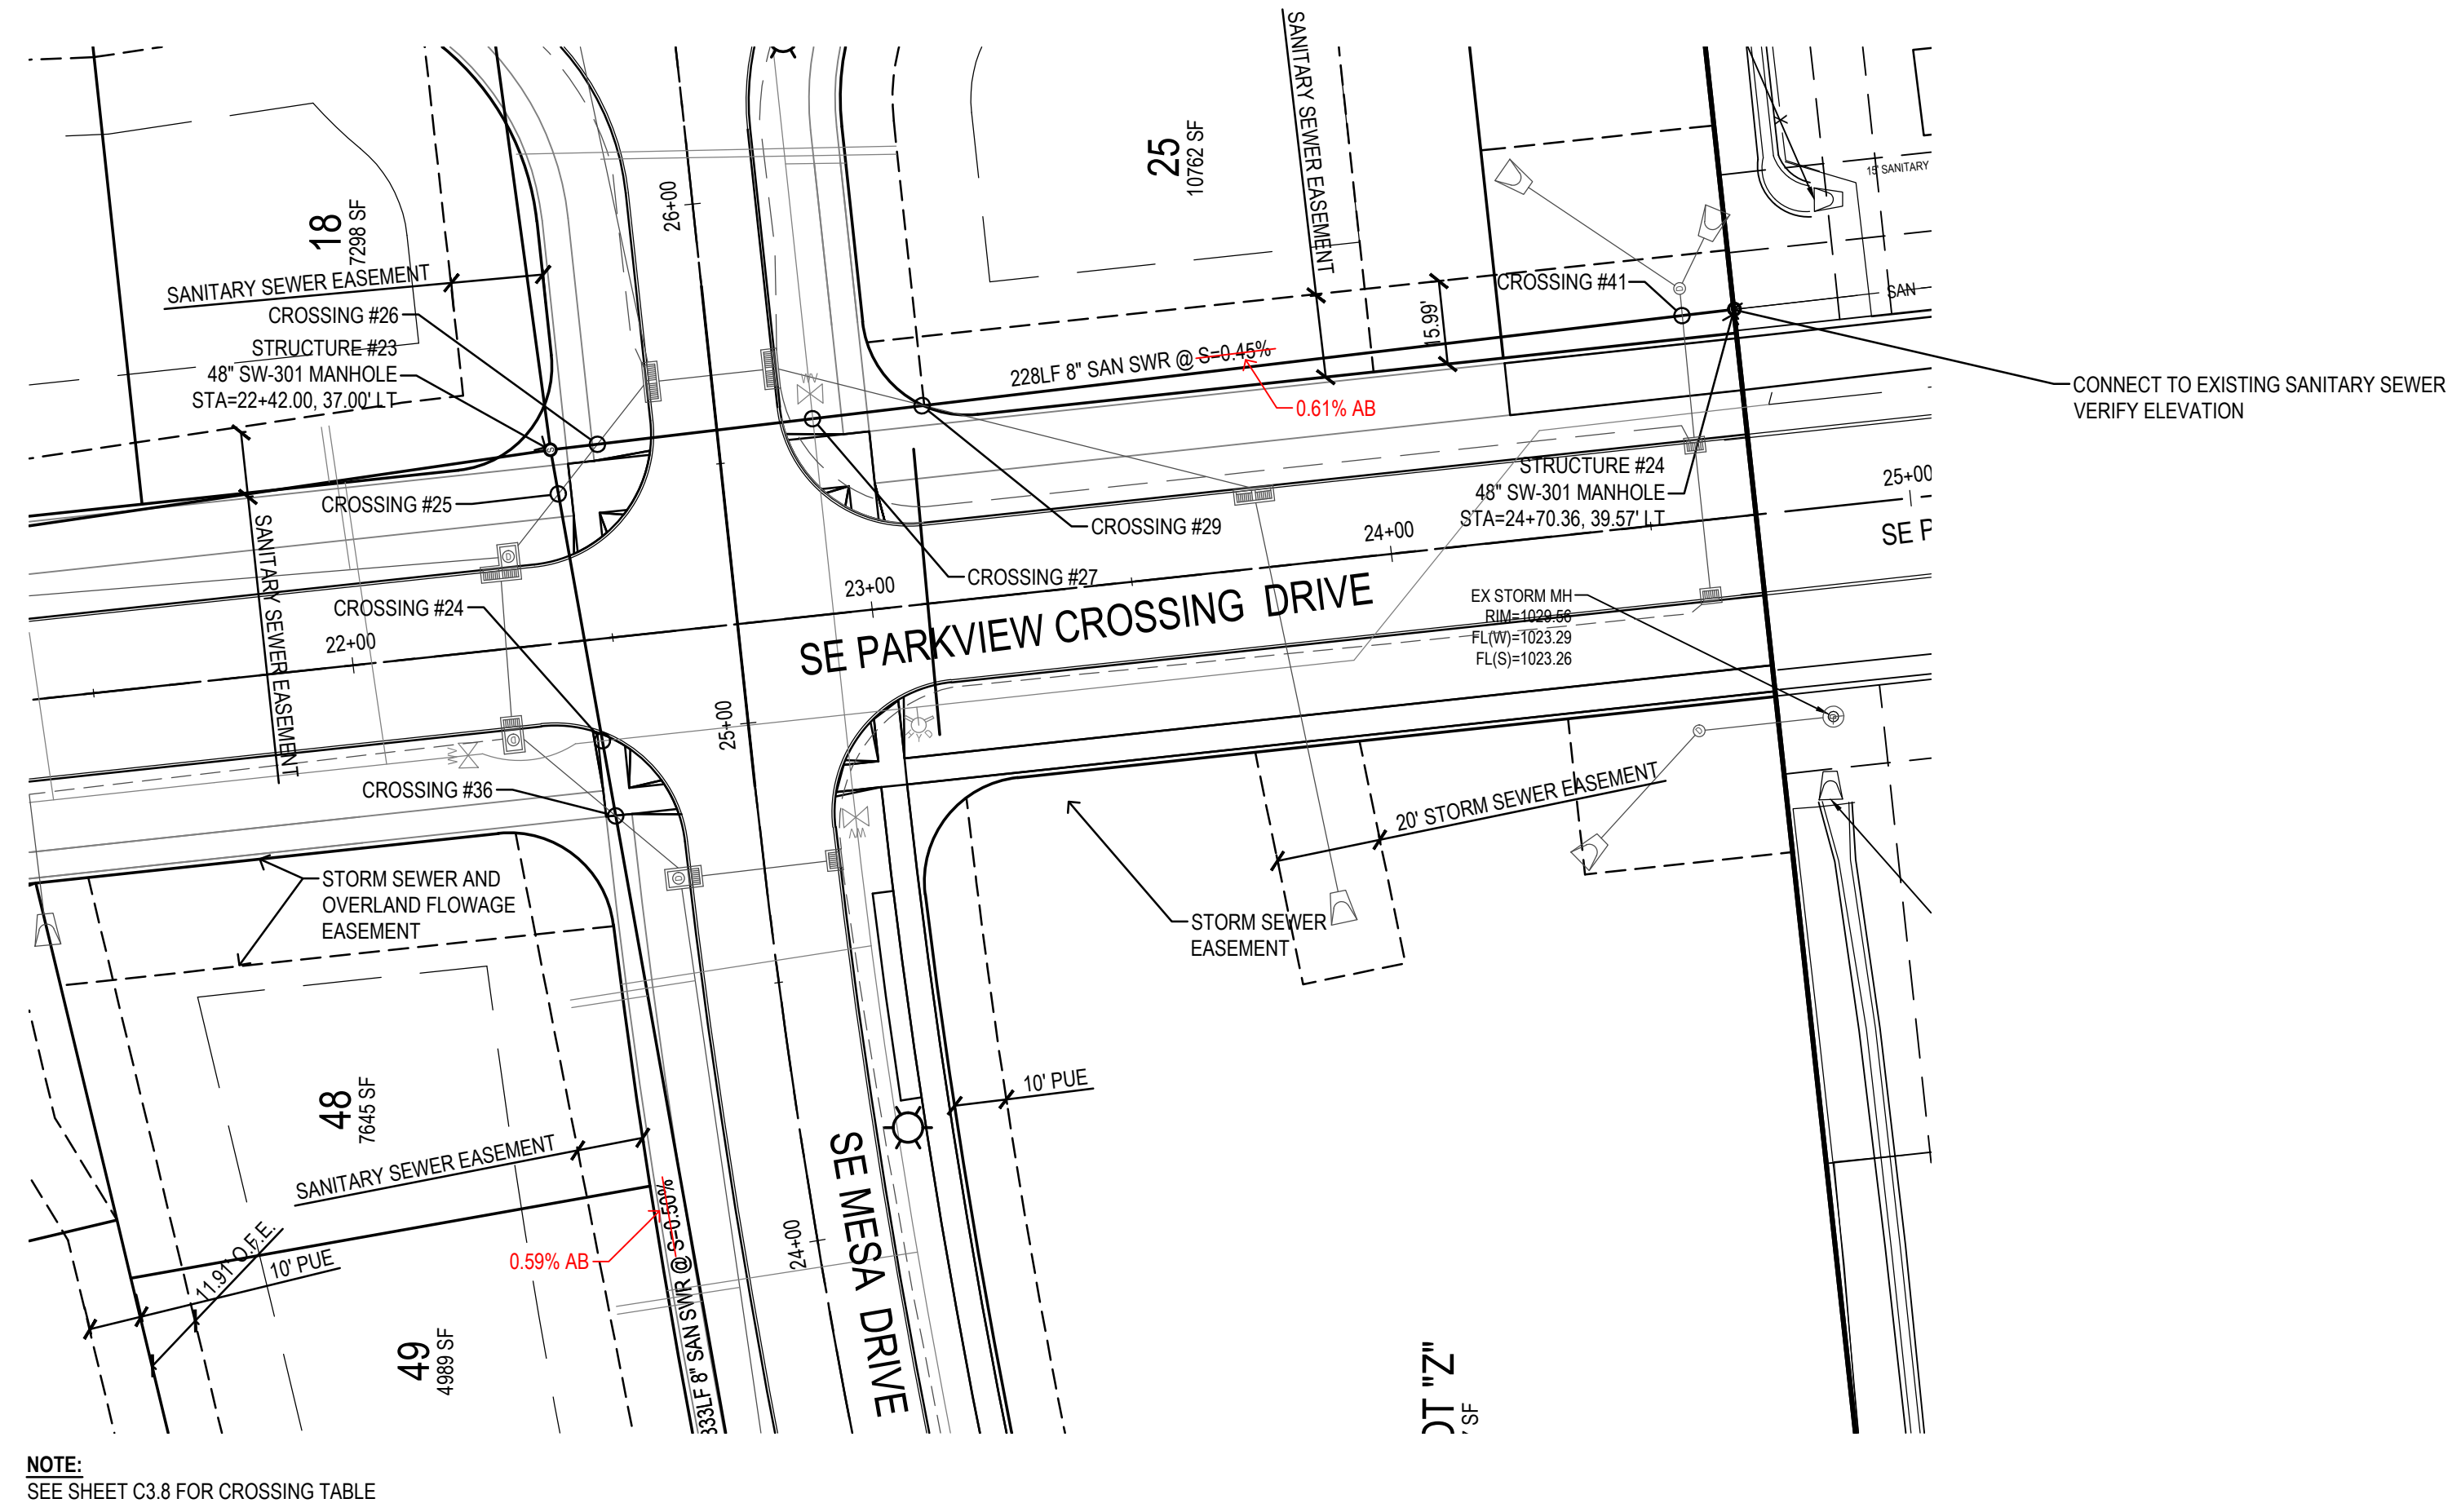 SANITARY SEWER EASEMENT
25
10762 SF
15' SANITARY
X
18
7298 SF
26+00
SANITARY SEWER EASEMENT
CROSSING #26
STRUCTURE #23
48" SW-301 MANHOLE
STA=22+42.00, 37.00' LT
CROSSING #41
SAN
15.99'
228LF 8" SAN SWR @ S=0.45%
0.61% AB
CONNECT TO EXISTING SANITARY SEWER
VERIFY ELEVATION
CROSSING #25
STRUCTURE #24
48" SW-301 MANHOLE
STA=24+70.36, 39.57' LT
25+00
SE P
CROSSING #29
24+00
CROSSING #27
23+00
SE PARKVIEW CROSSING DRIVE
SANITARY SEWER EASEMENT
CROSSING #24
22+00
EX STORM MH
RIM=1029.56
FL(W)=1023.29
FL(S)=1023.26
25+00
CROSSING #36
20' STORM SEWER EASEMENT
STORM SEWER AND
OVERLAND FLOWAGE
EASEMENT
STORM SEWER
EASEMENT
48
7645 SF
10' PUE
SANITARY SEWER EASEMENT
SE MESA DRIVE
24+00
0.59% AB
333LF 8" SAN SWR @ S=0.50%
11.91' O.F.E.
10' PUE
49
4989 SF
OT "Z"
SF
NOTE:
SEE SHEET C3.8 FOR CROSSING TABLE